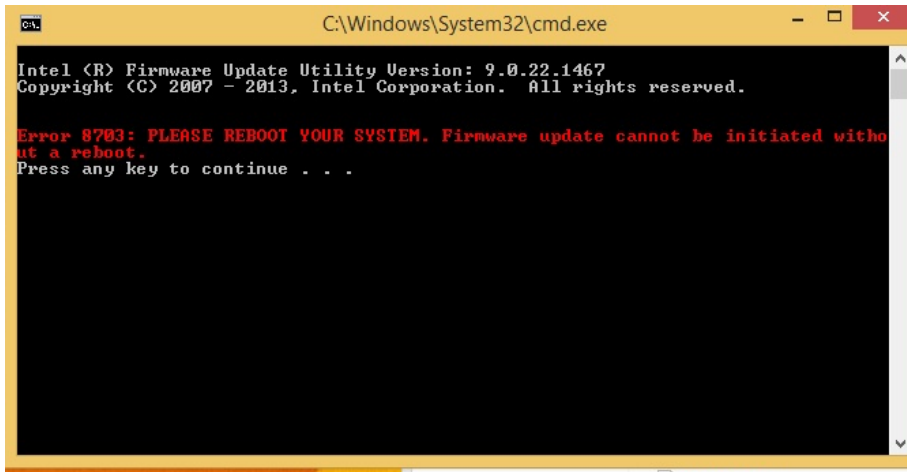 C:\Windows\System32\cmd.exe
Intel (R) Firmware Update Utility Version: 9.0.22.1467
Copyright (C) 2007 - 2013, Intel Corporation.  All rights reserved.
Error 8703: PLEASE REBOOT YOUR SYSTEM. Firmware update cannot be initiated witho
ut a reboot.
Press any key to continue . . .